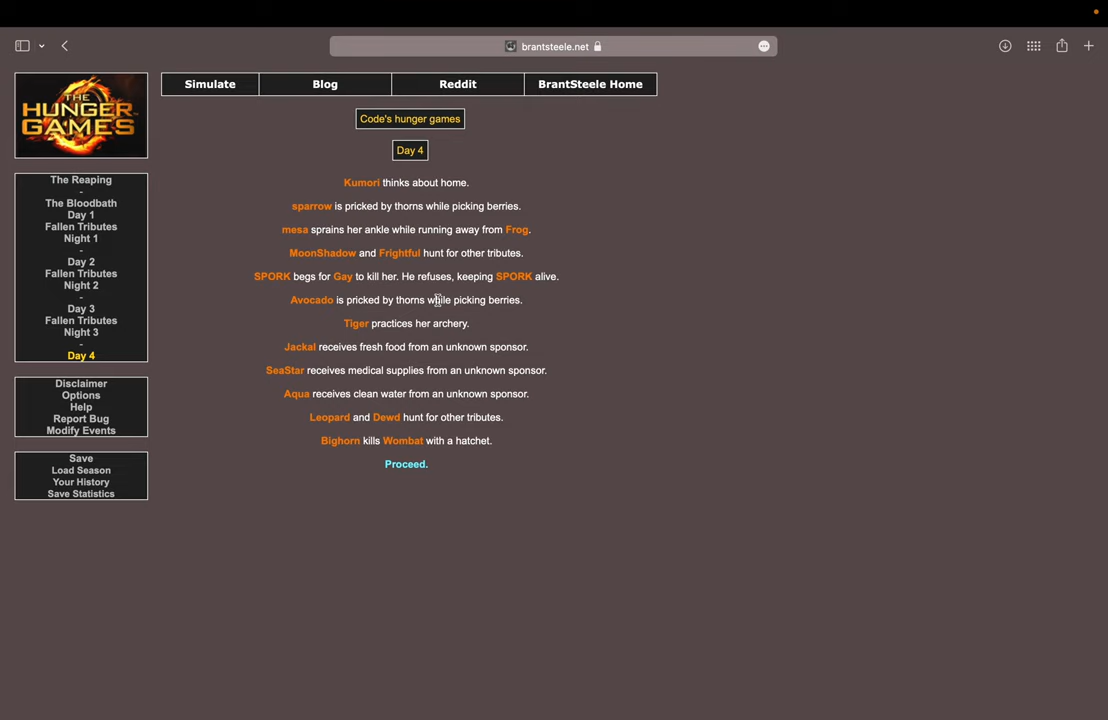 brantsteele.net
THE
HUNGER
GAMES
Simulate
Blog
Reddit
BrantSteele Home
The Reaping
-
The Bloodbath
Day 1
Fallen Tributes
Night 1
-
Day 2
Fallen Tributes
Night 2
-
Day 3
Fallen Tributes
Night 3
-
Day 4
Disclaimer
Options
Help
Report Bug
Modify Events
Save
Load Season
Your History
Save Statistics
Code's hunger games
Day 4
Kumori thinks about home.
sparrow is pricked by thorns while picking berries.
mesa sprains her ankle while running away from Frog.
MoonShadow and Frightful hunt for other tributes.
SPORK begs for Gay to kill her. He refuses, keeping SPORK alive.
Avocado is pricked by thorns while picking berries.
Tiger practices her archery.
Jackal receives fresh food from an unknown sponsor.
SeaStar receives medical supplies from an unknown sponsor.
Aqua receives clean water from an unknown sponsor.
Leopard and Dewd hunt for other tributes.
Bighorn kills Wombat with a hatchet.
Proceed.